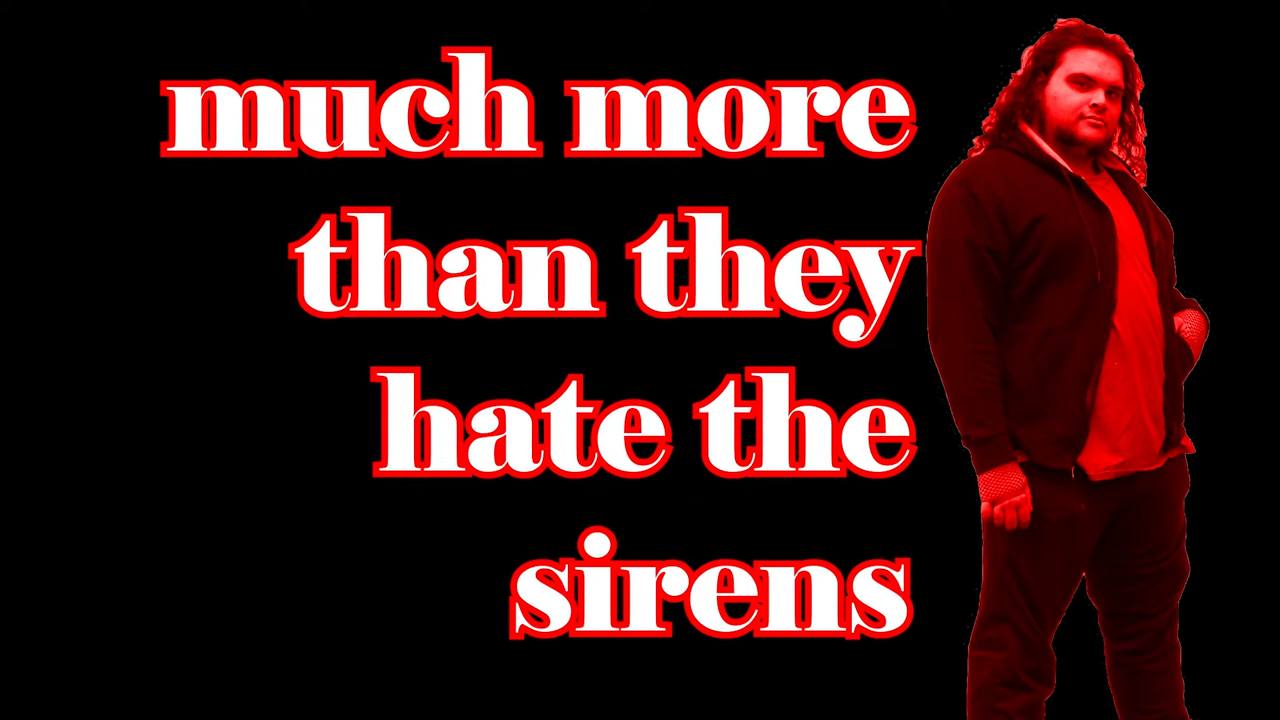 much more
than they
hate the
sirens